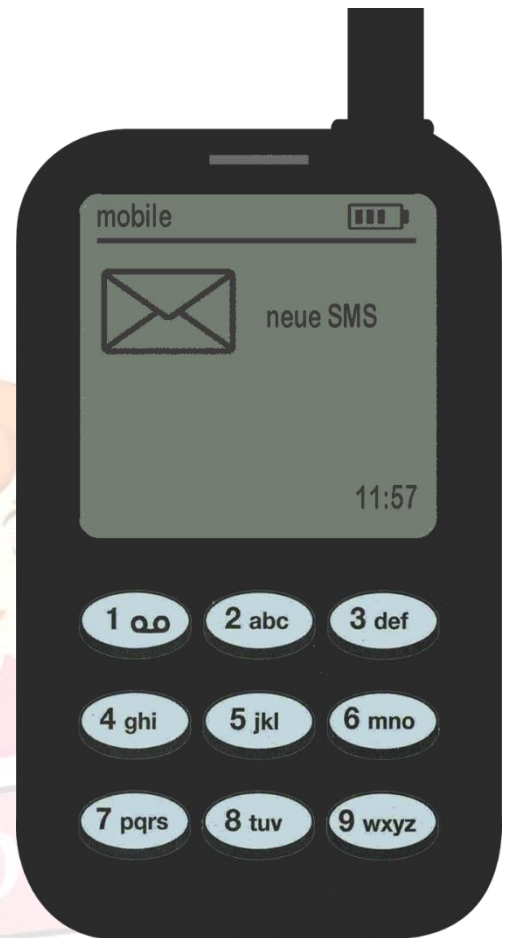 mobile
neue SMS
11:57
1 2 abc 3 def
4 ghi 5 jkl 6 mno
7 pqrs 8 tuv 9 wxyz